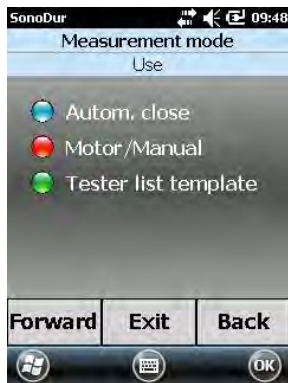 SonoDur 09:48
Measurement mode
Use
Autom. close
Motor/Manual
Tester list template
Forward Exit Back
OK